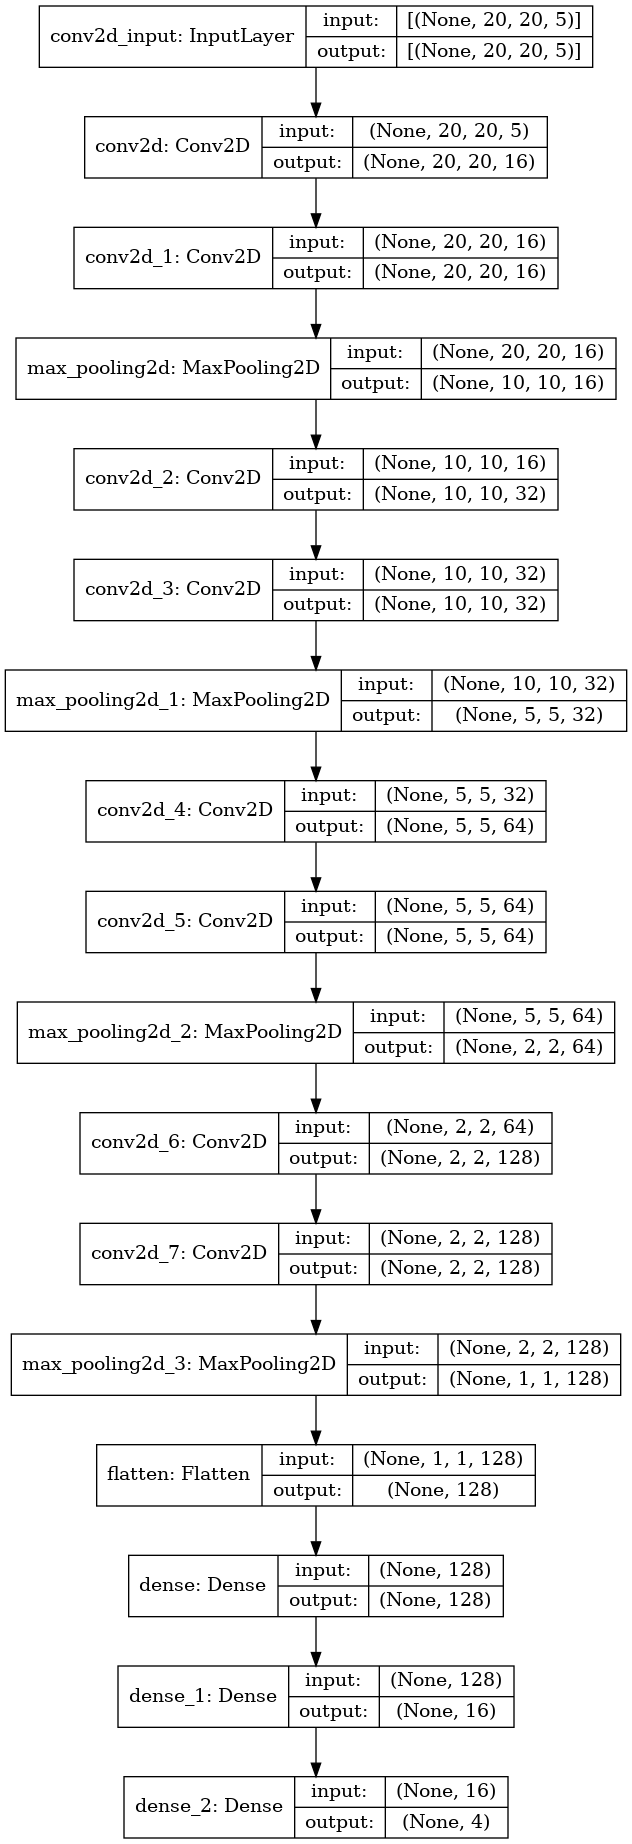 conv2d_input: InputLayer
input:
[(None, 20, 20, 5)]
output:
[(None, 20, 20, 5)]
conv2d: Conv2D
input:
(None, 20, 20, 5)
output:
(None, 20, 20, 16)
conv2d_1: Conv2D
input:
(None, 20, 20, 16)
output:
(None, 20, 20, 16)
max_pooling2d: MaxPooling2D
input:
(None, 20, 20, 16)
output:
(None, 10, 10, 16)
conv2d_2: Conv2D
input:
(None, 10, 10, 16)
output:
(None, 10, 10, 32)
conv2d_3: Conv2D
input:
(None, 10, 10, 32)
output:
(None, 10, 10, 32)
max_pooling2d_1: MaxPooling2D
input:
(None, 10, 10, 32)
output:
(None, 5, 5, 32)
conv2d_4: Conv2D
input:
(None, 5, 5, 32)
output:
(None, 5, 5, 64)
conv2d_5: Conv2D
input:
(None, 5, 5, 64)
output:
(None, 5, 5, 64)
max_pooling2d_2: MaxPooling2D
input:
(None, 5, 5, 64)
output:
(None, 2, 2, 64)
conv2d_6: Conv2D
input:
(None, 2, 2, 64)
output:
(None, 2, 2, 128)
conv2d_7: Conv2D
input:
(None, 2, 2, 128)
output:
(None, 2, 2, 128)
max_pooling2d_3: MaxPooling2D
input:
(None, 2, 2, 128)
output:
(None, 1, 1, 128)
flatten: Flatten
input:
(None, 1, 1, 128)
output:
(None, 128)
dense: Dense
input:
(None, 128)
output:
(None, 128)
dense_1: Dense
input:
(None, 128)
output:
(None, 16)
dense_2: Dense
input:
(None, 16)
output:
(None, 4)